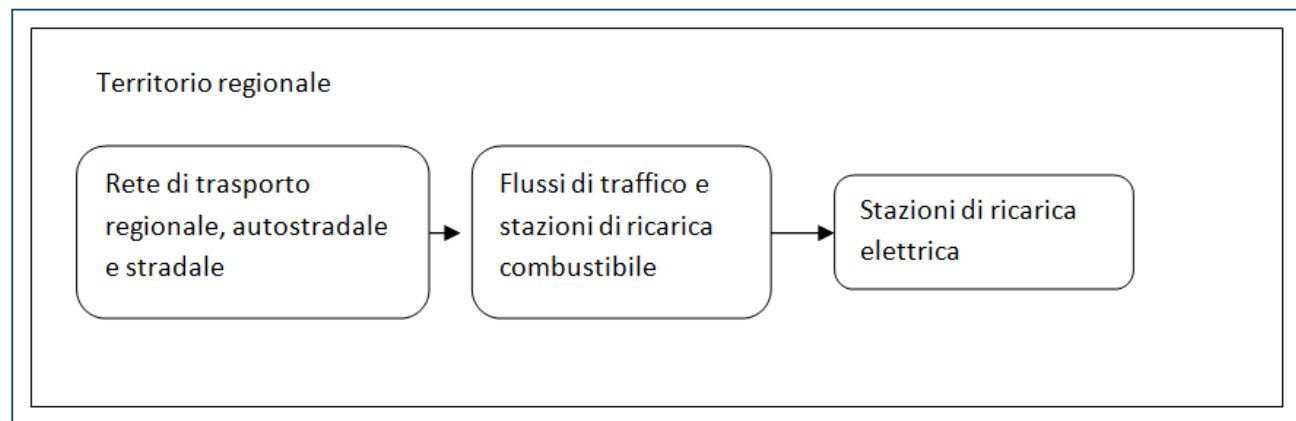 Territorio regionale
Rete di trasporto
regionale, autostradale
e stradale
Flussi di traffico e
stazioni di ricarica
combustibile
Stazioni di ricarica
elettrica